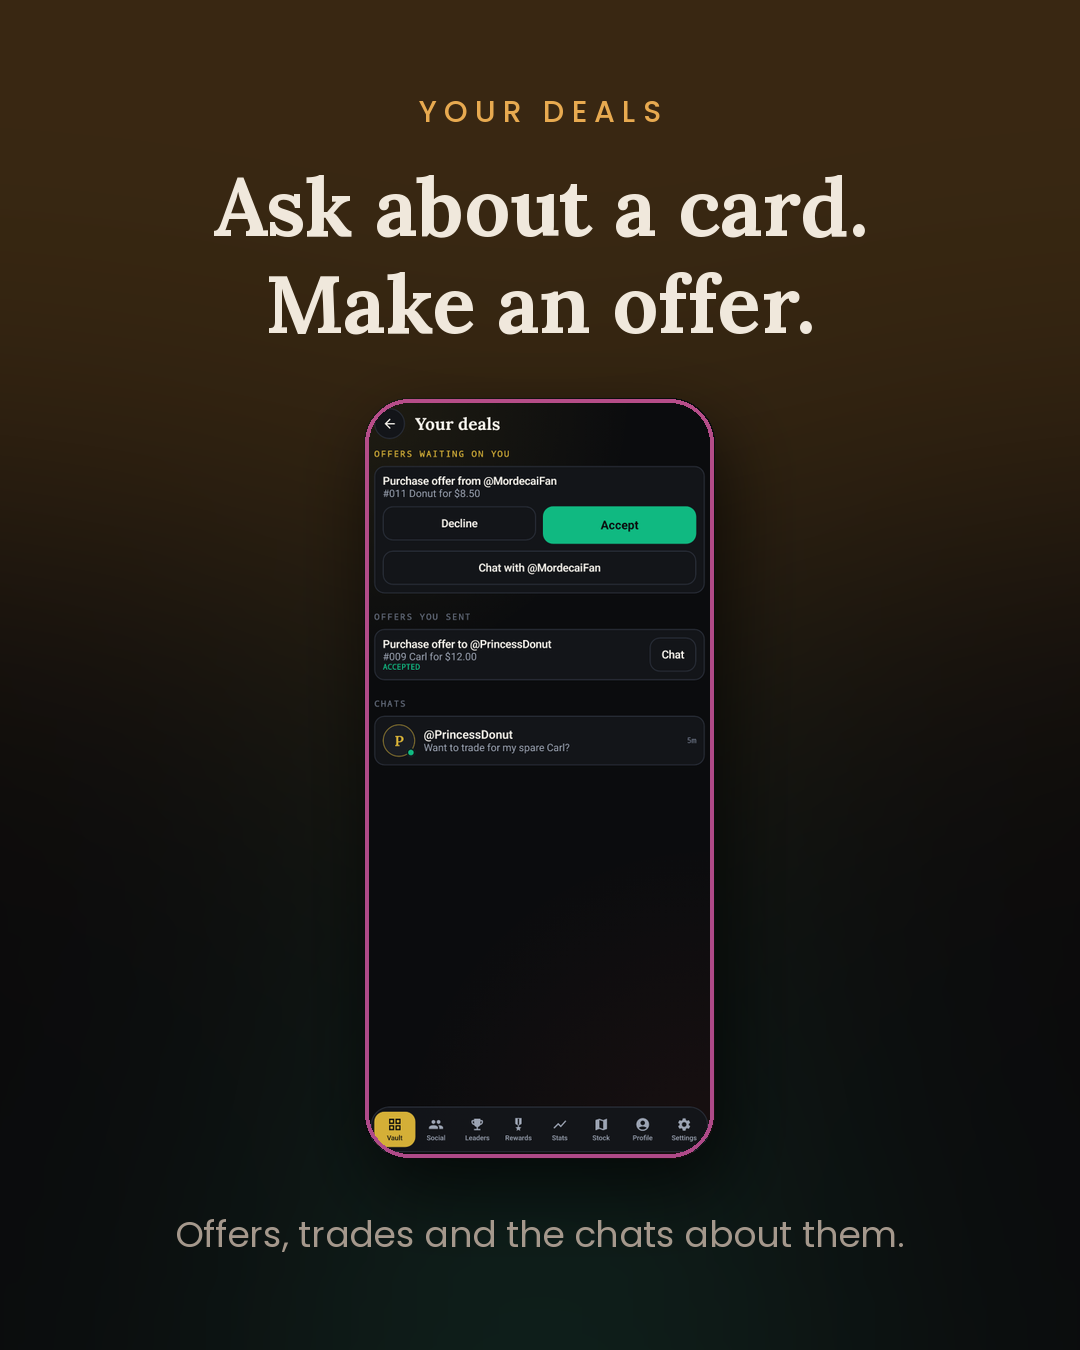 YOUR DEALS
Ask about a card.
Make an offer.
Your deals
OFFERS WAITING ON YOU
Purchase offer from @MordecaiFan
#011 Donut for $8.50
Decline
Accept
Chat with @MordecaiFan
OFFERS YOU SENT
Purchase offer to @PrincessDonut
#009 Carl for $12.00
ACCEPTED
Chat
CHATS
P
@PrincessDonut
Want to trade for my spare Carl?
5m
Vault Social Leaders Rewards Stats Stock Profile Settings
Offers, trades and the chats about them.